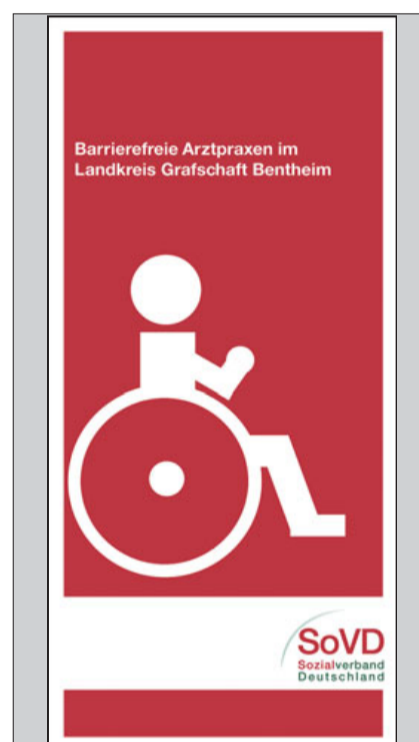 Barrierefreie Arztpraxen im
Landkreis Grafschaft Bentheim
SoVD
Sozialverband
Deutschland